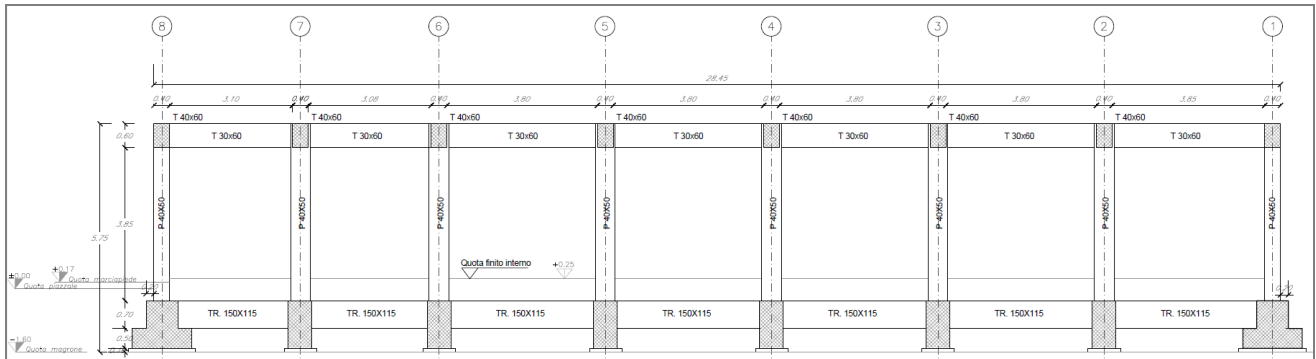 8 7 6 5 4 3 2 1
28.45
0.40 3.10 0.40 3.08 0.40 3.80 0.40 3.80 0.40 3.80 0.40 3.80 0.40 3.85 0.40
T 40x60 T 40x60 T 40x60 T 40x60 T 40x60 T 40x60 T 40x60
0.60 T 30x60 T 30x60 T 30x60 T 30x60 T 30x60 T 30x60 T 30x60
5.75 3.85 P 40X50 P 40X50 P 40X50 P 40X50 P 40X50 P 40X50 P 40X50 P 40X50
Quota finito interno +0.25
+0.17
Quota marciapiede
±0.00
Quota piazzale
0.20 0.20
0.70 TR. 150X115 TR. 150X115 TR. 150X115 TR. 150X115 TR. 150X115 TR. 150X115 TR. 150X115
0.50
-1.60
Quota magrone